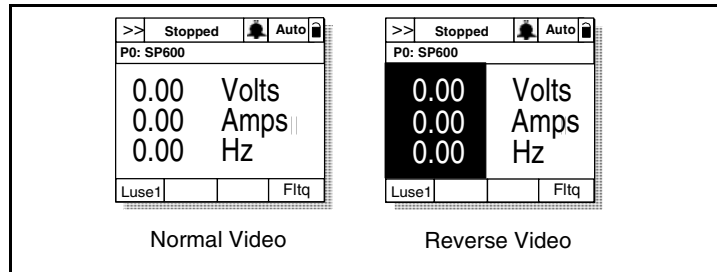 >> Stopped Auto
P0: SP600
0.00 Volts
0.00 Amps
0.00 Hz
Luse1 Fltq
Normal Video
>> Stopped Auto
P0: SP600
0.00 Volts
0.00 Amps
0.00 Hz
Luse1 Fltq
Reverse Video